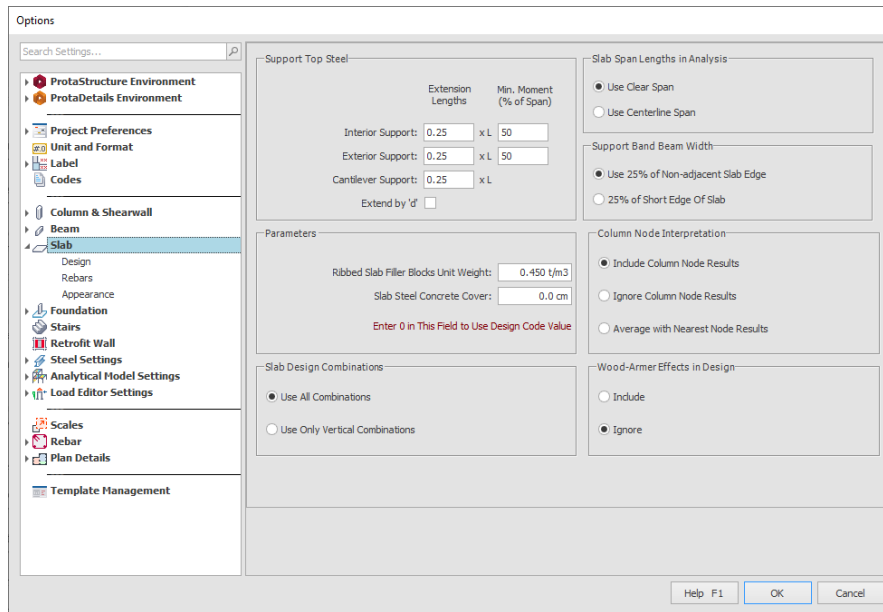 Options
Search Settings...
ProtaStructure Environment
ProtaDetails Environment
Project Preferences
Unit and Format
Label
Codes
Column & Shearwall
Beam
Slab
Design
Rebars
Appearance
Foundation
Stairs
Retrofit Wall
Steel Settings
Analytical Model Settings
Load Editor Settings
Scales
Rebar
Plan Details
Template Management
Support Top Steel
Extension Lengths
Min. Moment (% of Span)
Interior Support: 0.25 x L 50
Exterior Support: 0.25 x L 50
Cantilever Support: 0.25 x L
Extend by 'd'
Parameters
Ribbed Slab Filler Blocks Unit Weight: 0.450 t/m3
Slab Steel Concrete Cover: 0.0 cm
Enter 0 in This Field to Use Design Code Value
Slab Design Combinations
Use All Combinations
Use Only Vertical Combinations
Slab Span Lengths in Analysis
Use Clear Span
Use Centerline Span
Support Band Beam Width
Use 25% of Non-adjacent Slab Edge
25% of Short Edge Of Slab
Column Node Interpretation
Include Column Node Results
Ignore Column Node Results
Average with Nearest Node Results
Wood-Armer Effects in Design
Include
Ignore
Help F1
OK
Cancel